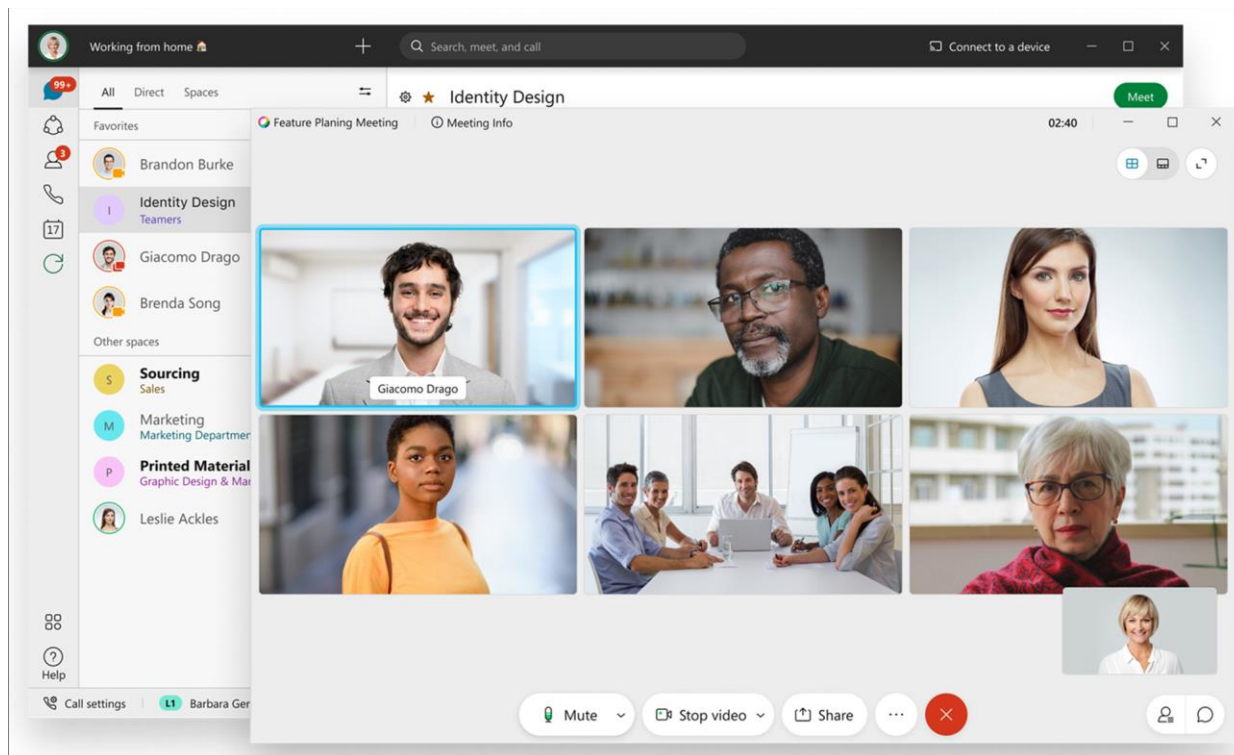 Working from home
Search, meet, and call
Connect to a device
99+
All
Direct
Spaces
Identity Design
Meet
3
17
Help
Favorites
Brandon Burke
I
Identity Design
Teamers
Giacomo Drago
Brenda Song
Other spaces
S
Sourcing
Sales
M
Marketing
Marketing Departmen
P
Printed Material
Graphic Design & Mar
Leslie Ackles
Call settings
L1
Barbara Ger
Feature Planing Meeting
Meeting Info
02:40
Giacomo Drago
Mute
Stop video
Share